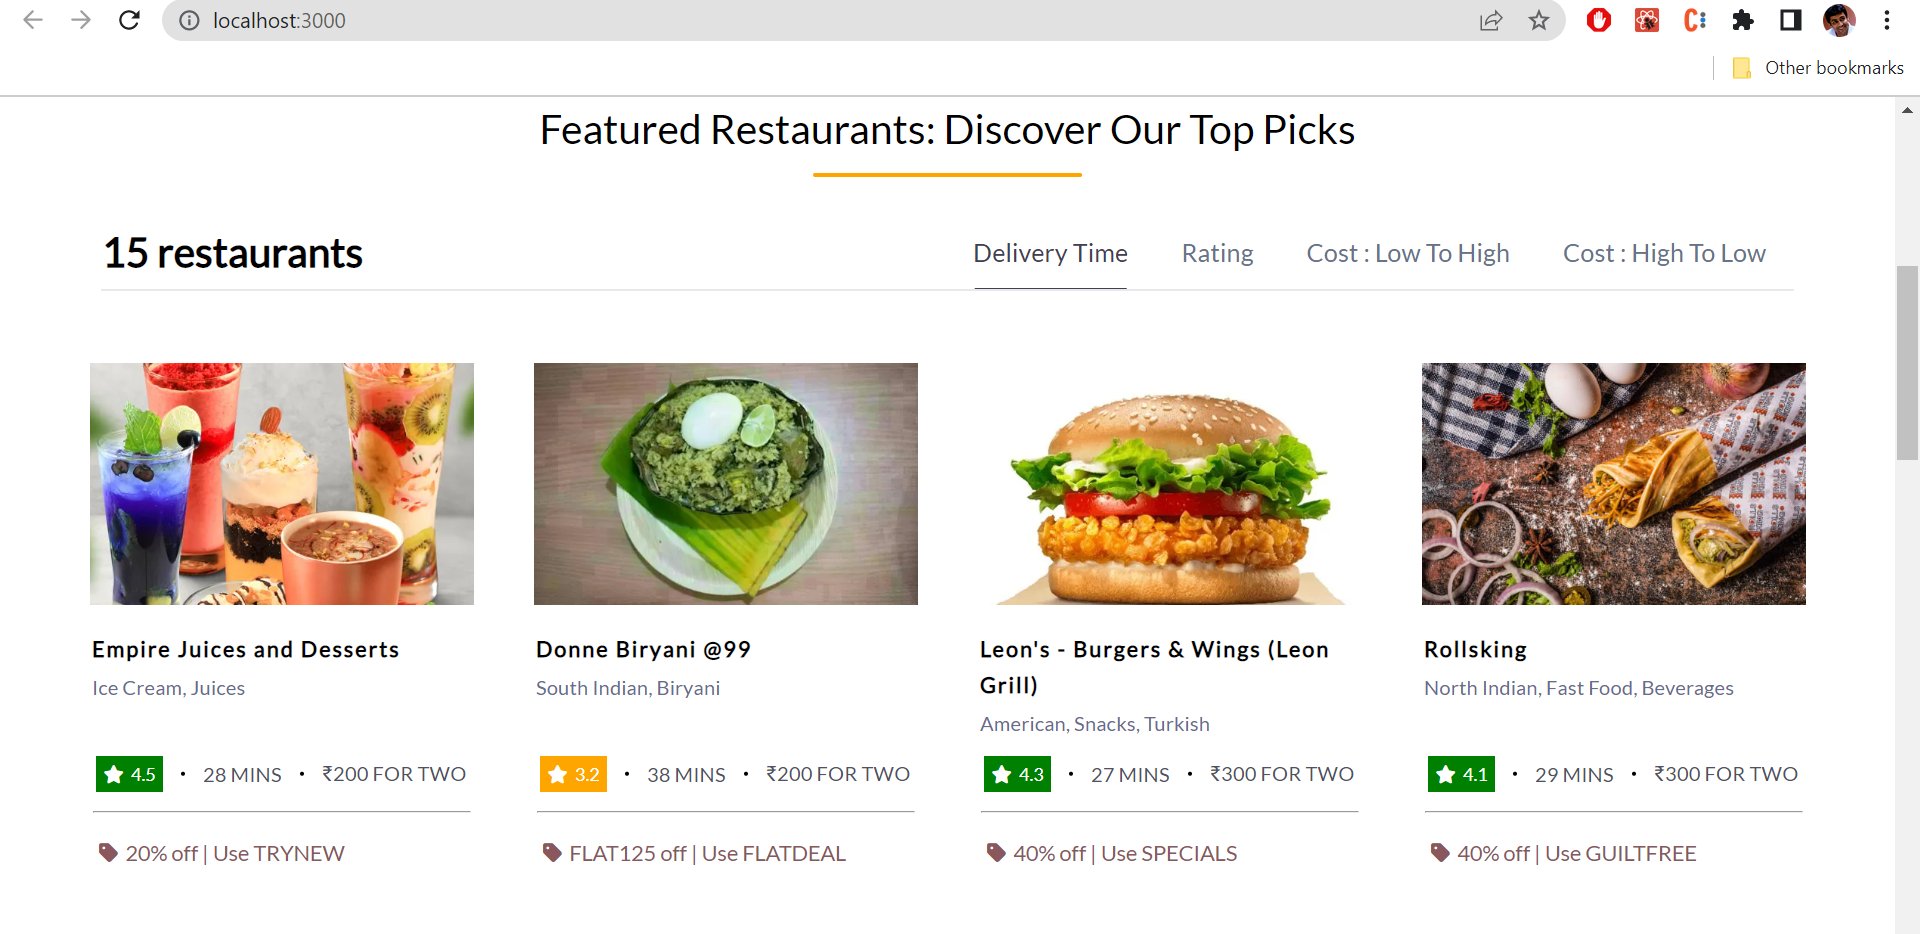 localhost:3000
Other bookmarks
Featured Restaurants: Discover Our Top Picks
15 restaurants
Delivery Time
Rating
Cost : Low To High
Cost : High To Low
Empire Juices and Desserts
Ice Cream, Juices
4.5 • 28 MINS • ₹200 FOR TWO
20% off | Use TRYNEW
Donne Biryani @99
South Indian, Biryani
3.2 • 38 MINS • ₹200 FOR TWO
FLAT125 off | Use FLATDEAL
Leon's - Burgers & Wings (Leon
Grill)
American, Snacks, Turkish
4.3 • 27 MINS • ₹300 FOR TWO
40% off | Use SPECIALS
Rollsking
North Indian, Fast Food, Beverages
4.1 • 29 MINS • ₹300 FOR TWO
40% off | Use GUILTFREE